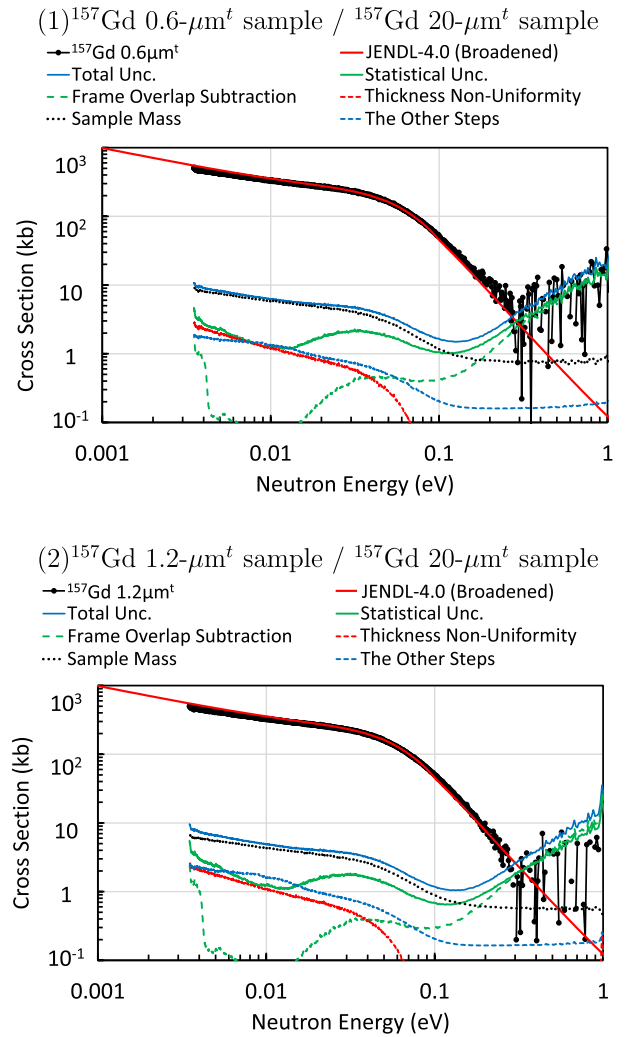 (1)¹⁵⁷Gd 0.6-μmᵗ sample / ¹⁵⁷Gd 20-μmᵗ sample
¹⁵⁷Gd 0.6μmᵗ JENDL-4.0 (Broadened)
Total Unc. Statistical Unc.
Frame Overlap Subtraction Thickness Non-Uniformity
Sample Mass The Other Steps
Cross Section (kb)
10³
10²
10
1
10⁻¹
0.001 0.01 0.1 1
Neutron Energy (eV)
(2)¹⁵⁷Gd 1.2-μmᵗ sample / ¹⁵⁷Gd 20-μmᵗ sample
¹⁵⁷Gd 1.2μmᵗ JENDL-4.0 (Broadened)
Total Unc. Statistical Unc.
Frame Overlap Subtraction Thickness Non-Uniformity
Sample Mass The Other Steps
Cross Section (kb)
10³
10²
10
1
10⁻¹
0.001 0.01 0.1 1
Neutron Energy (eV)